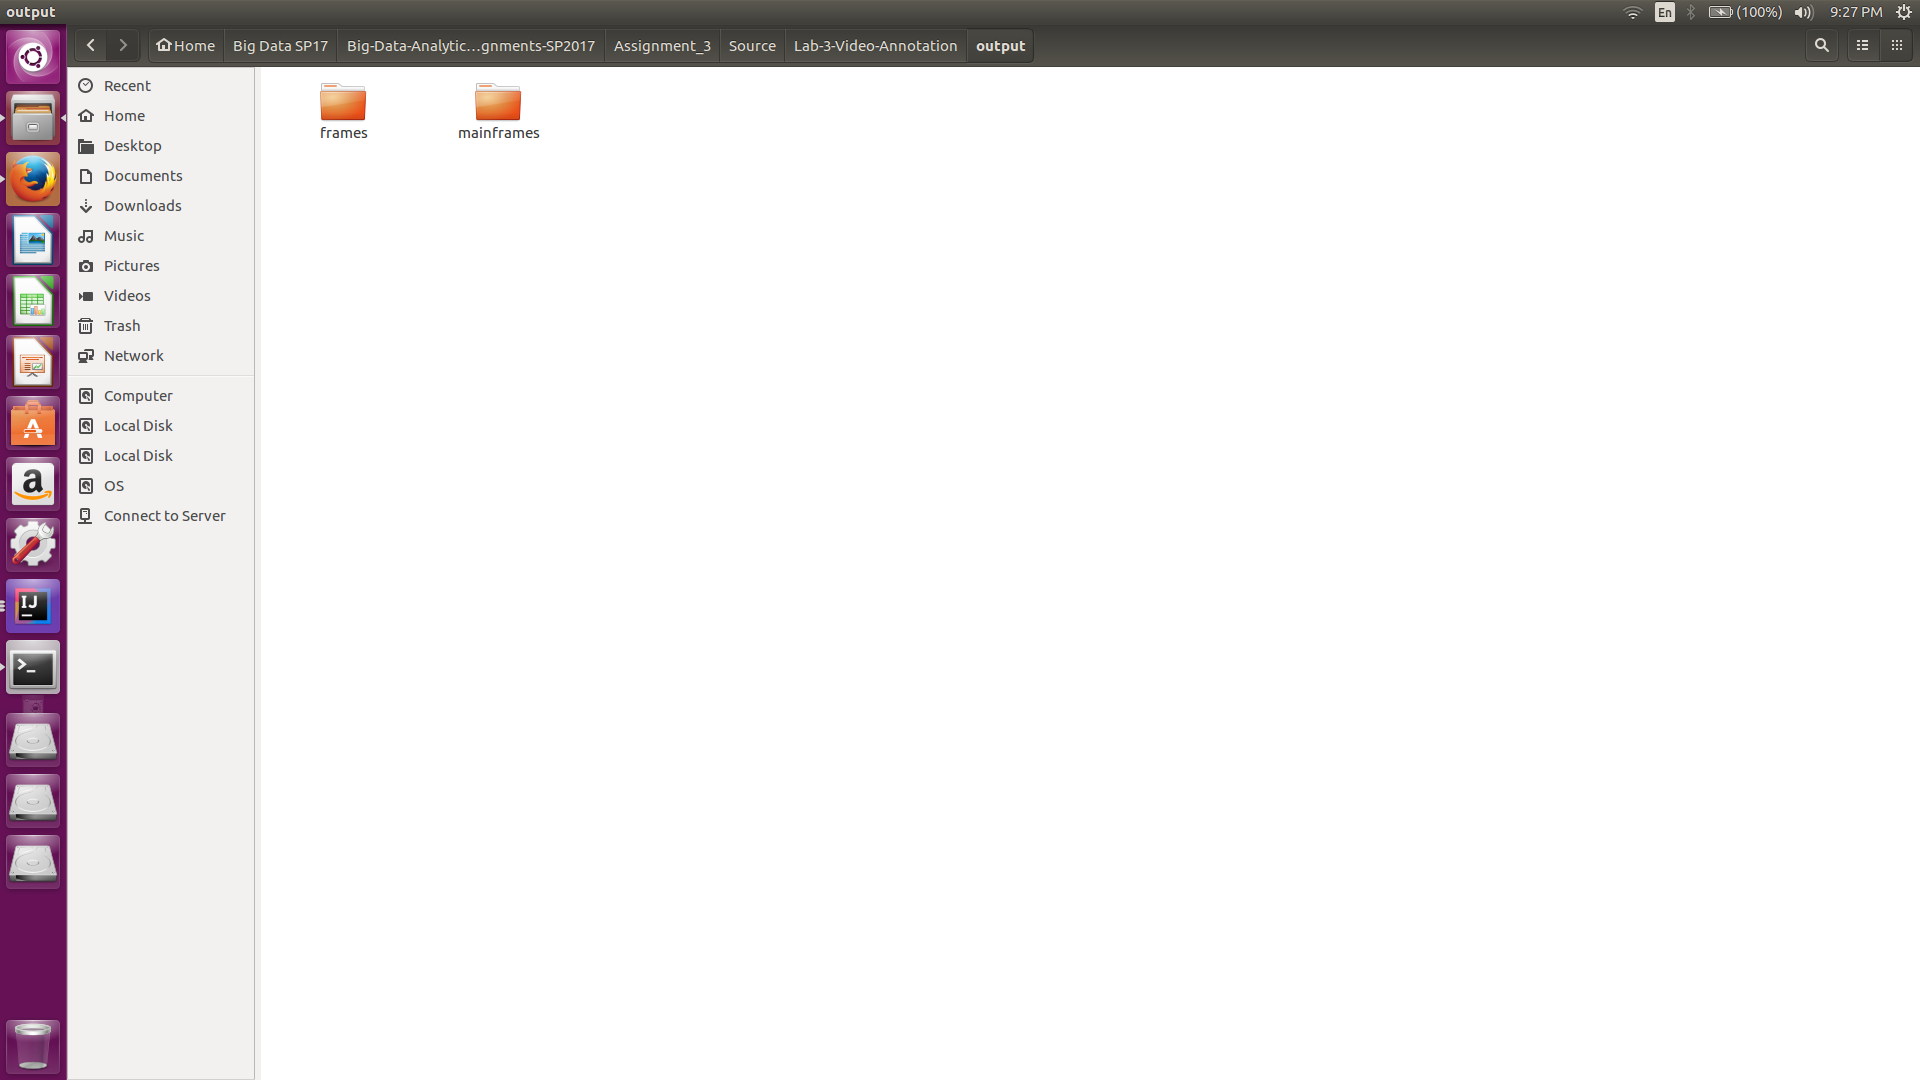 output
En
(100%)
9:27 PM
Home
Big Data SP17
Big-Data-Analytic...gnments-SP2017
Assignment_3
Source
Lab-3-Video-Annotation
output
Recent
Home
Desktop
Documents
Downloads
Music
Pictures
Videos
Trash
Network
Computer
Local Disk
Local Disk
OS
Connect to Server
frames
mainframes
A
a
IJ
>_